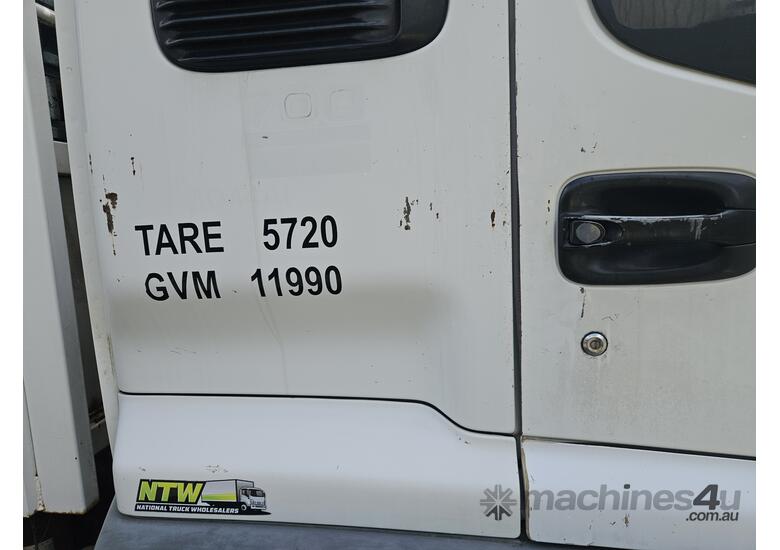 TARE 5720
GVM 11990
NTW
NATIONAL TRUCK WHOLESALERS
machines4u
.com.au